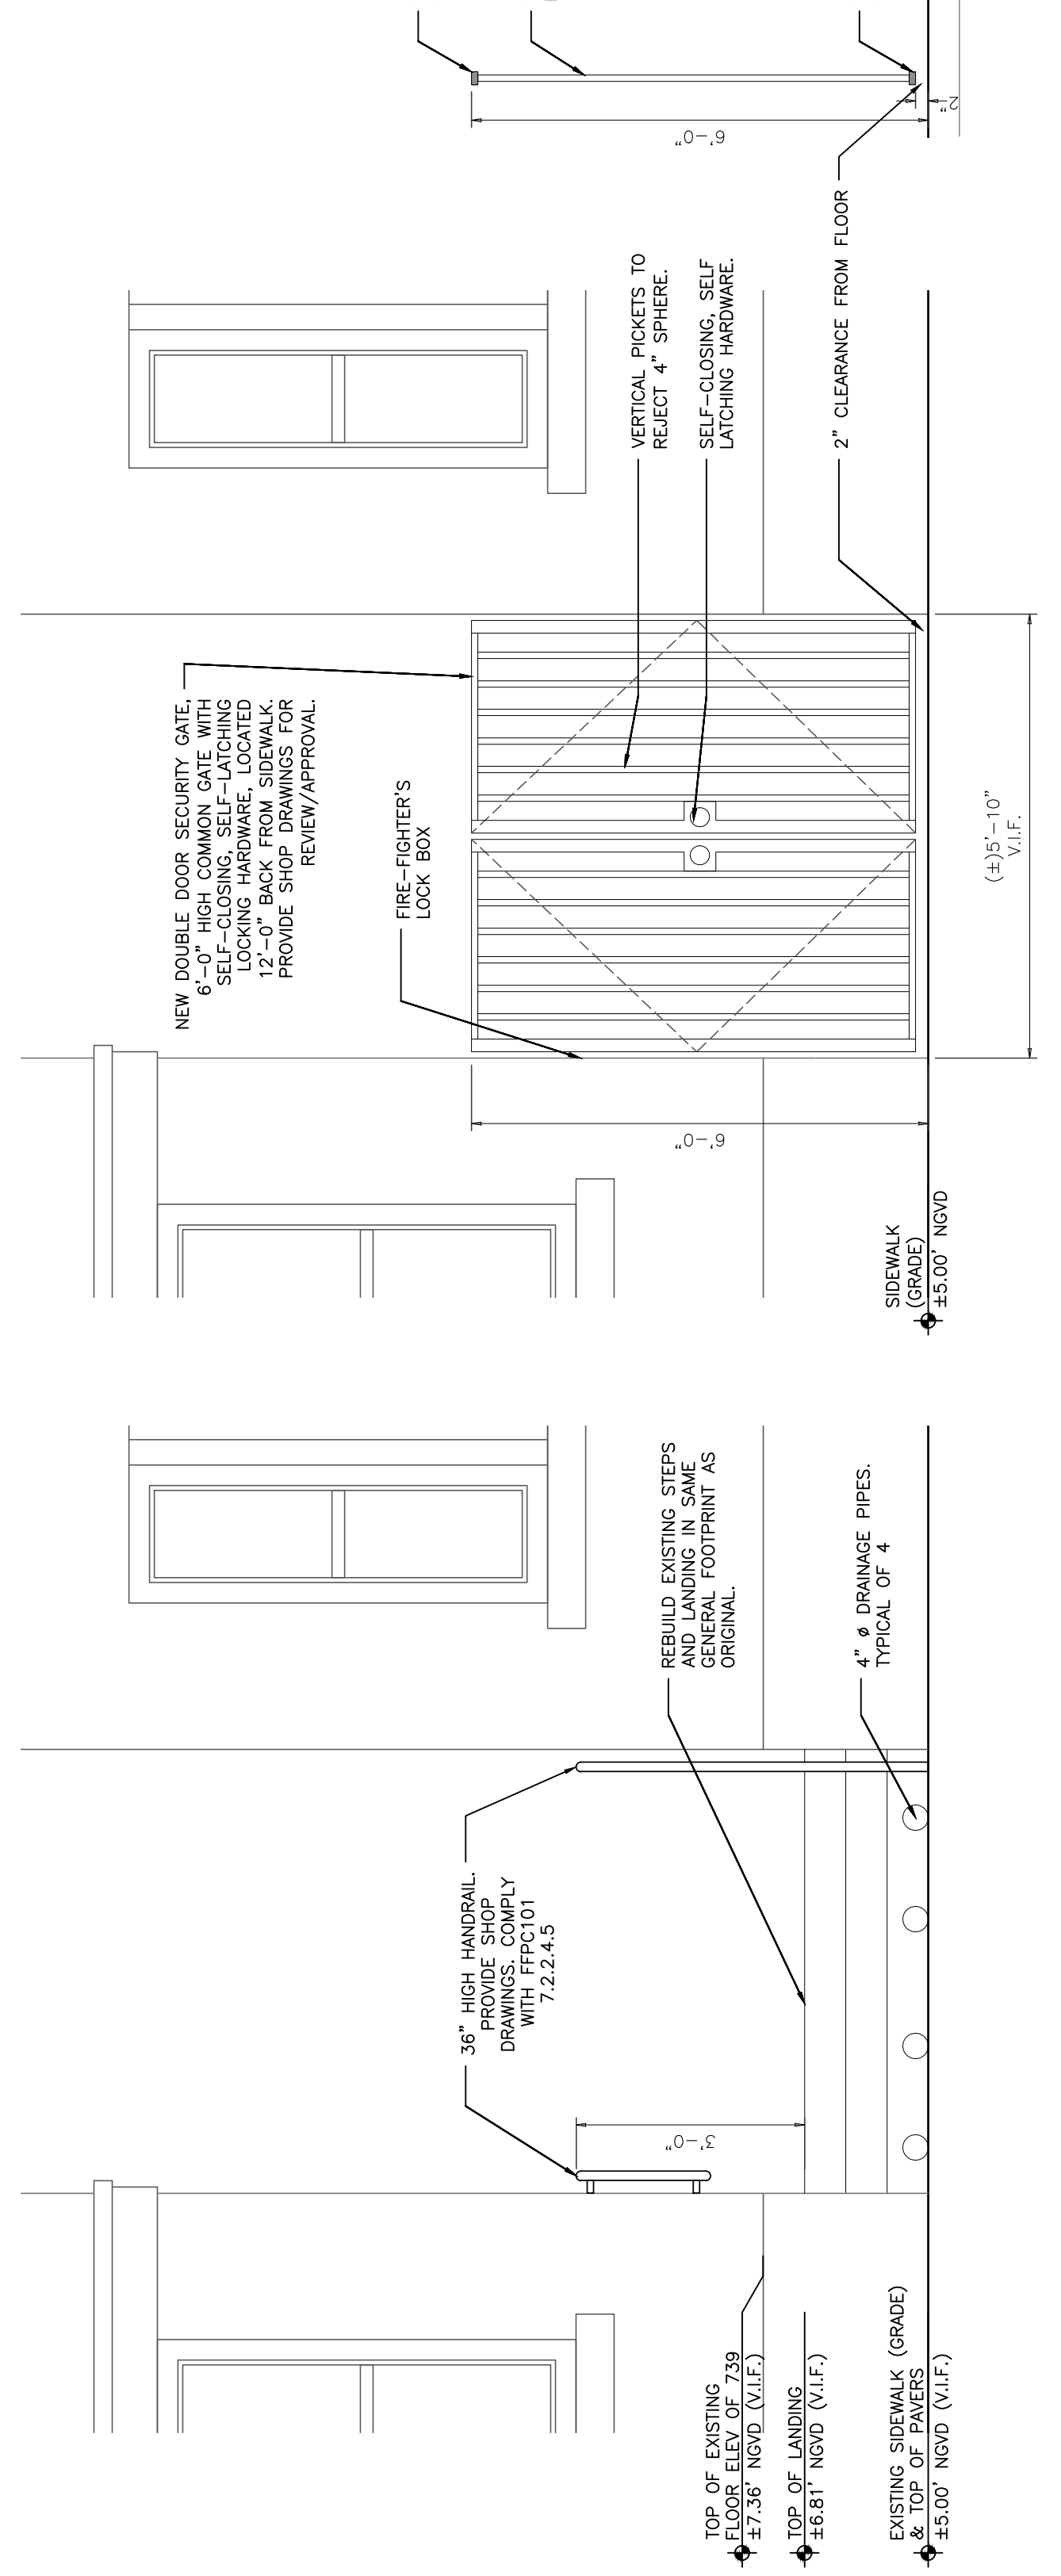 36" HIGH HANDRAIL.
PROVIDE SHOP
DRAWINGS. COMPLY
WITH FFPC101
7.2.2.4.5
3'-0"
REBUILD EXISTING STEPS
AND LANDING IN SAME
GENERAL FOOTPRINT AS
ORIGINAL.
4" ø DRAINAGE PIPES.
TYPICAL OF 4
TOP OF EXISTING
FLOOR ELEV OF 739
±7.36' NGVD (V.I.F.)
TOP OF LANDING
±6.81' NGVD (V.I.F.)
EXISTING SIDEWALK (GRADE)
& TOP OF PAVERS
±5.00' NGVD (V.I.F.)
NEW DOUBLE DOOR SECURITY GATE,
6'-0" HIGH COMMON GATE WITH
SELF-CLOSING, SELF-LATCHING
LOCKING HARDWARE, LOCATED
12'-0" BACK FROM SIDEWALK.
PROVIDE SHOP DRAWINGS FOR
REVIEW/APPROVAL.
FIRE-FIGHTER'S
LOCK BOX
6'-0"
VERTICAL PICKETS TO
REJECT 4" SPHERE.
SELF-CLOSING, SELF
LATCHING HARDWARE.
2" CLEARANCE FROM FLOOR
SIDEWALK
(GRADE)
±5.00' NGVD
(±)5'-10"
V.I.F.
6'-0"
2"